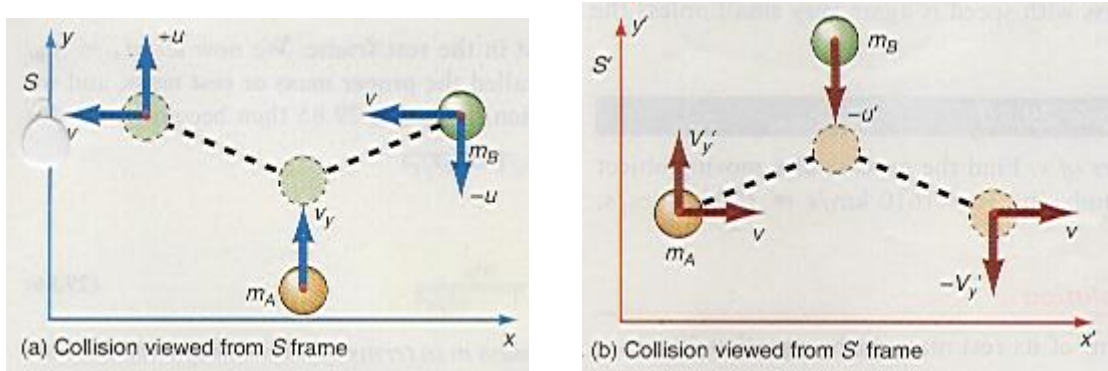 y
+u
S
v
v
m_B
-u
v_y
m_A
x
(a) Collision viewed from S frame
y'
S'
m_B
-u'
V_y'
v
m_A
v
-V_y'
x'
(b) Collision viewed from S' frame